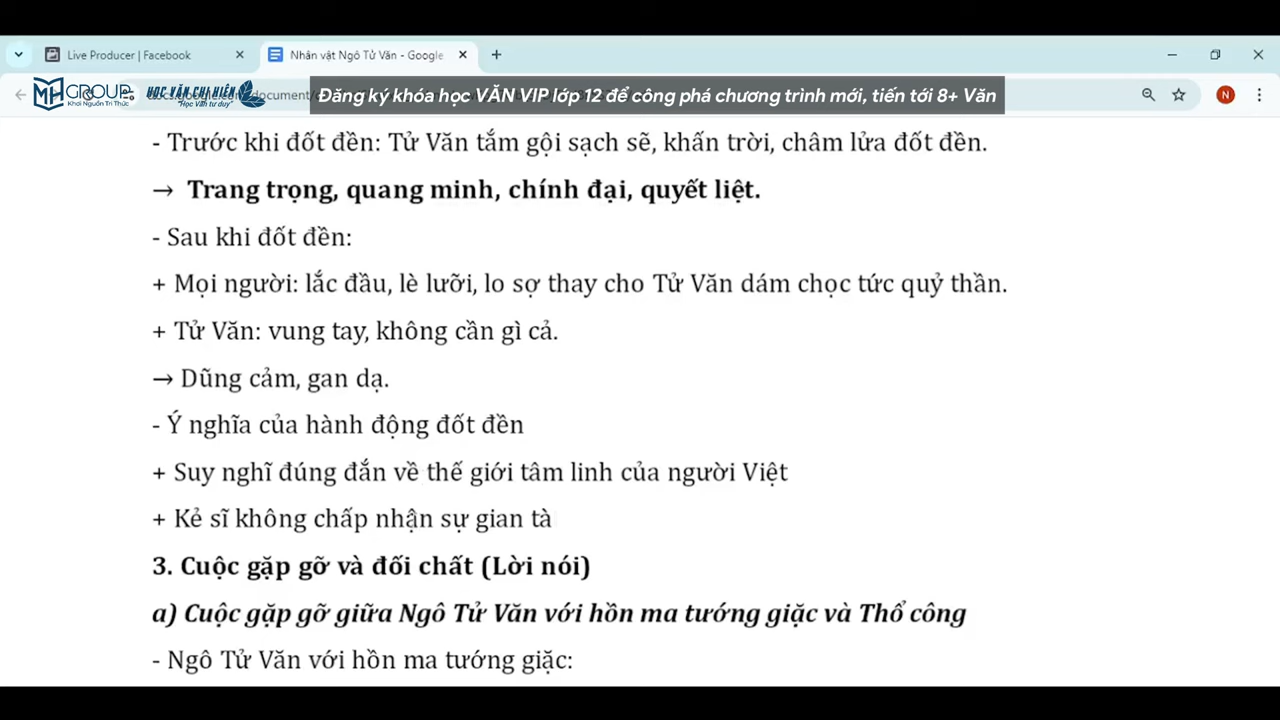 Live Producer | Facebook
Nhân vật Ngô Tử Văn - Google
MH GROUP
Khơi Nguồn Tri Thức
HỌC VĂN CHỊ HIÊN
"Học Văn tư duy"
Đăng ký khóa học VĂN VIP lớp 12 để công phá chương trình mới, tiến tới 8+ Văn
N
- Trước khi đốt đền: Tử Văn tắm gội sạch sẽ, khấn trời, châm lửa đốt đền.
→ Trang trọng, quang minh, chính đại, quyết liệt.
- Sau khi đốt đền:
+ Mọi người: lắc đầu, lè lưỡi, lo sợ thay cho Tử Văn dám chọc tức quỷ thần.
+ Tử Văn: vung tay, không cần gì cả.
→ Dũng cảm, gan dạ.
- Ý nghĩa của hành động đốt đền
+ Suy nghĩ đúng đắn về thế giới tâm linh của người Việt
+ Kẻ sĩ không chấp nhận sự gian tà
3. Cuộc gặp gỡ và đối chất (Lời nói)
a) Cuộc gặp gỡ giữa Ngô Tử Văn với hồn ma tướng giặc và Thổ công
- Ngô Tử Văn với hồn ma tướng giặc: